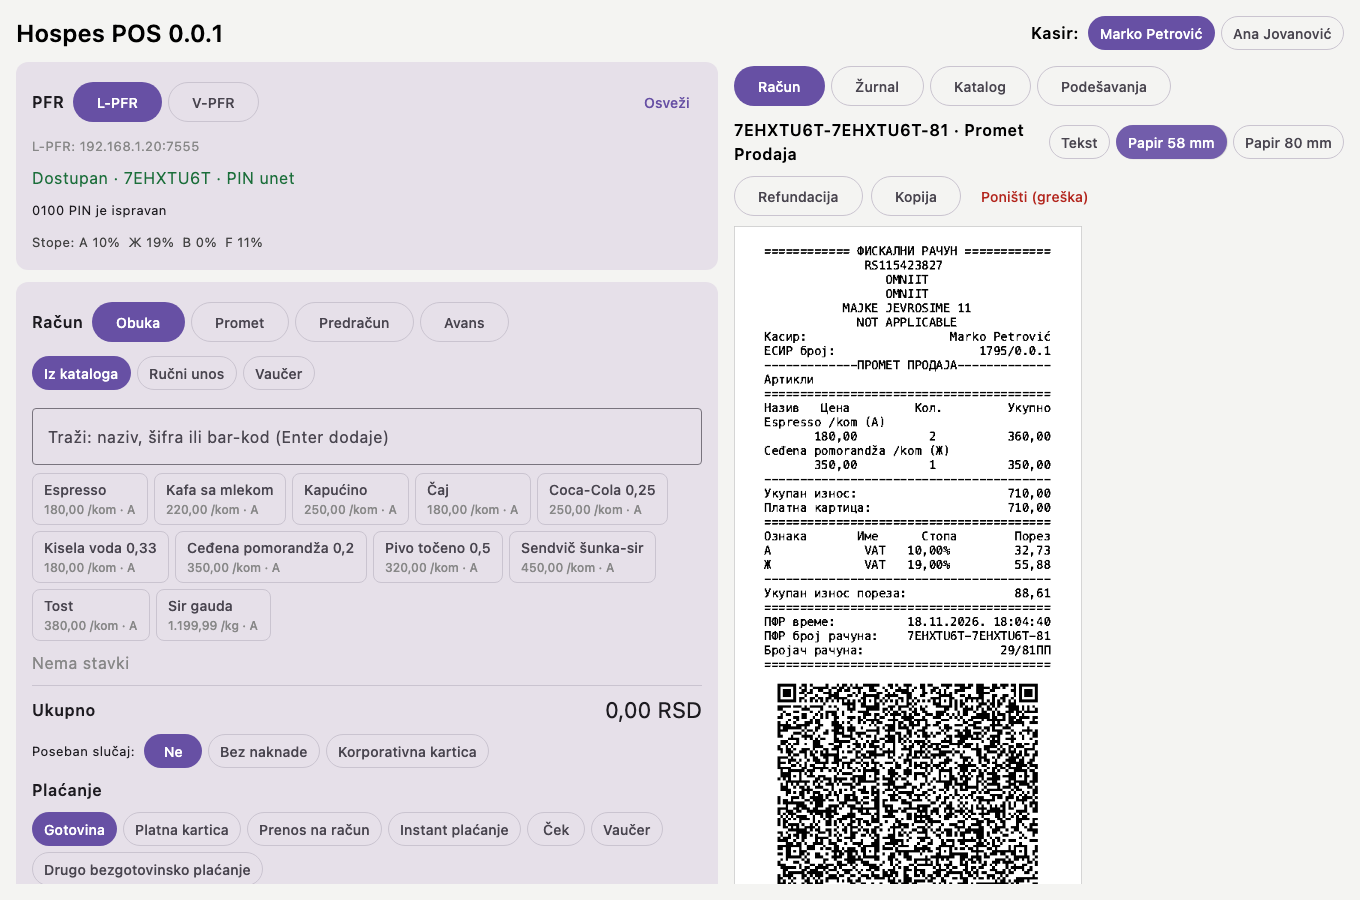 Hospes POS 0.0.1
Kasir: Marko Petrović Ana Jovanović
PFR L-PFR V-PFR Osveži
L-PFR: 192.168.1.20:7555
Dostupan · 7EHXTU6T · PIN unet
0100 PIN je ispravan
Stope: A 10% Ж 19% B 0% F 11%
Račun Obuka Promet Predračun Avans
Iz kataloga Ručni unos Vaučer
Traži: naziv, šifra ili bar-kod (Enter dodaje)
Espresso Kafa sa mlekom Kapućino Čaj Coca-Cola 0,25
180,00 /kom · A 220,00 /kom · A 250,00 /kom · A 180,00 /kom · A 250,00 /kom · A
Kisela voda 0,33 Ceđena pomorandža 0,2 Pivo točeno 0,5 Sendvič šunka-sir
180,00 /kom · A 350,00 /kom · A 320,00 /kom · A 450,00 /kom · A
Tost Sir gauda
380,00 /kom · A 1.199,99 /kg · A
Nema stavki
Ukupno 0,00 RSD
Poseban slučaj: Ne Bez naknade Korporativna kartica
Plaćanje
Gotovina Platna kartica Prenos na račun Instant plaćanje Ček Vaučer
Drugo bezgotovinsko plaćanje
Račun Žurnal Katalog Podešavanja
7EHXTU6T-7EHXTU6T-81 · Promet
Prodaja
Tekst Papir 58 mm Papir 80 mm
Refundacija Kopija Poništi (greška)
============ ФИСКАЛНИ РАЧУН ============
RS115423827
OMNIIT
OMNIIT
МАЈКЕ JEVROSIME 11
NOT APPLICABLE
Касир: Marko Petrović
ЕСИР број: 1795/0.0.1
-------------ПРОМЕТ ПРОДАЈА-------------
Артикли
========================================
Назив Цена Кол. Укупно
Espresso /kom (A)
180,00 2 360,00
Ceđena pomorandža /kom (Ж)
350,00 1 350,00
----------------------------------------
Укупан износ: 710,00
Платна картица: 710,00
========================================
Ознака Име Стопа Порез
A VAT 10,00% 32,73
Ж VAT 19,00% 55,88
----------------------------------------
Укупан износ пореза: 88,61
========================================
ПФР време: 18.11.2026. 18:04:40
ПФР број рачуна: 7EHXTU6T-7EHXTU6T-81
Бројач рачуна: 29/81ПП
========================================